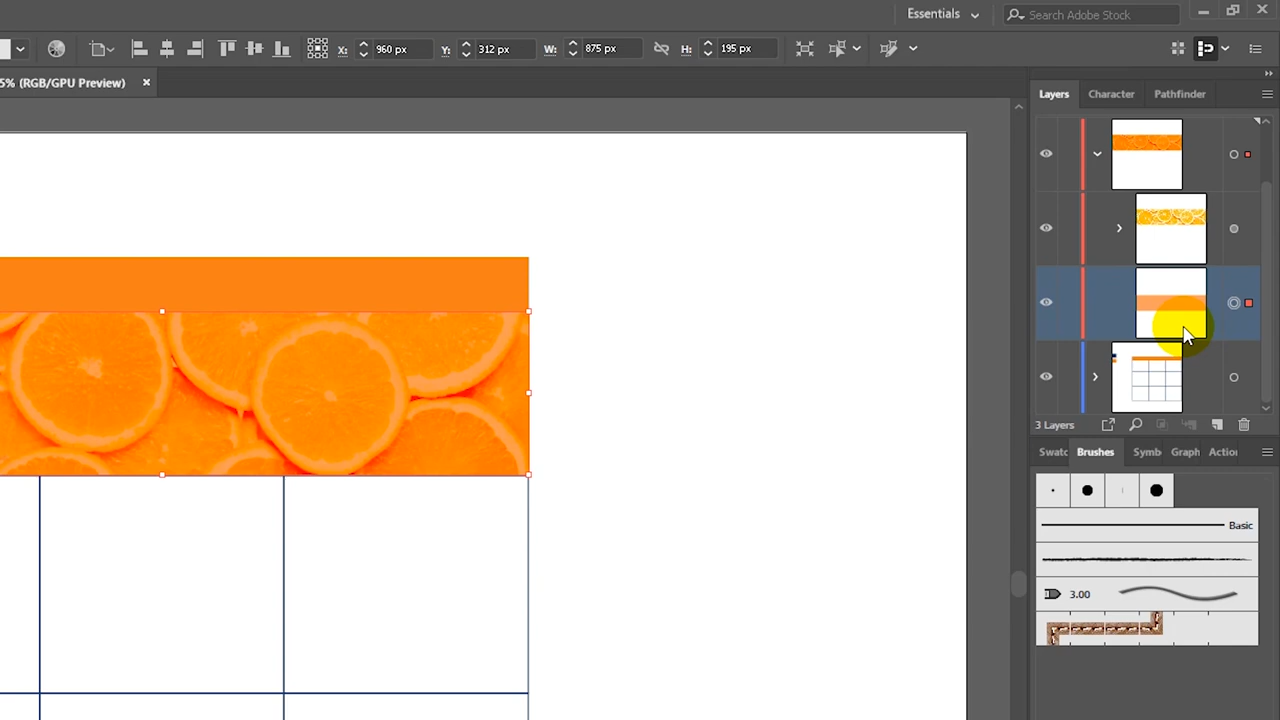 Essentials
Search Adobe Stock
X: 960 px Y: 312 px W: 875 px H: 195 px
5% (RGB/GPU Preview) ×
Layers Character Pathfinder
3 Layers
Swatc Brushes Symb Graph Actio
Basic
3.00